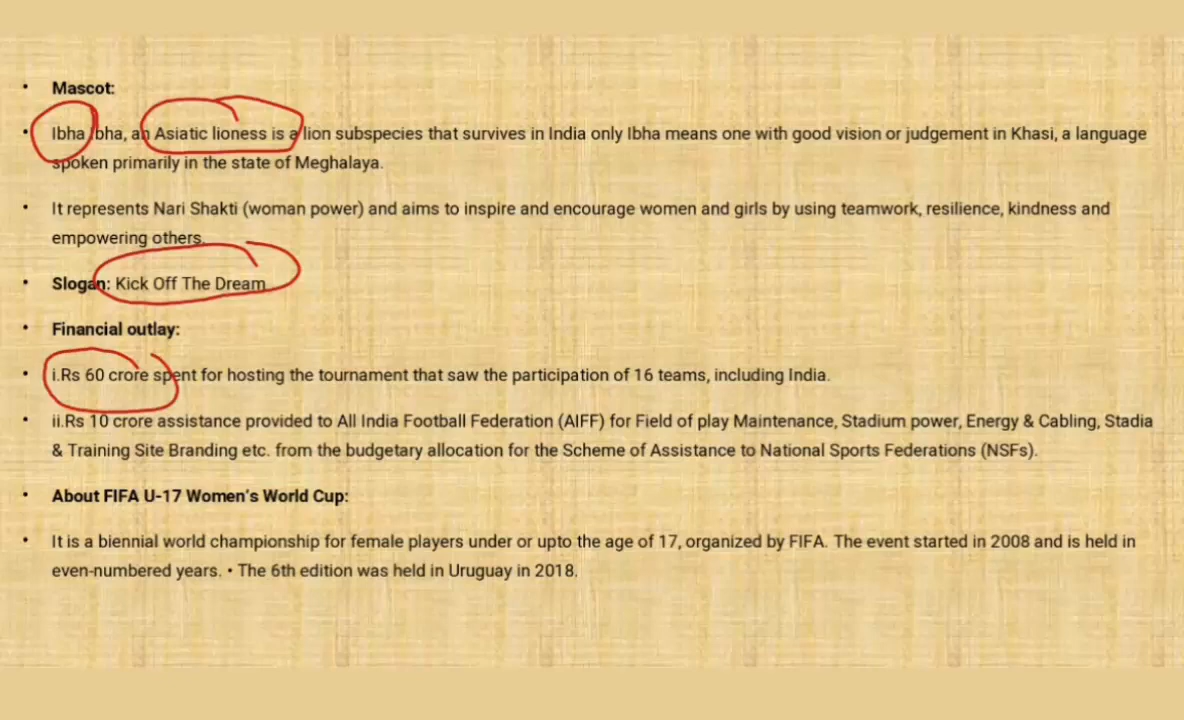 • Mascot:
• Ibha Ibha, an Asiatic lioness is a lion subspecies that survives in India only Ibha means one with good vision or judgement in Khasi, a language
spoken primarily in the state of Meghalaya.
• It represents Nari Shakti (woman power) and aims to inspire and encourage women and girls by using teamwork, resilience, kindness and
empowering others.
• Slogan: Kick Off The Dream
• Financial outlay:
• i.Rs 60 crore spent for hosting the tournament that saw the participation of 16 teams, including India.
• ii.Rs 10 crore assistance provided to All India Football Federation (AIFF) for Field of play Maintenance, Stadium power, Energy & Cabling, Stadia
& Training Site Branding etc. from the budgetary allocation for the Scheme of Assistance to National Sports Federations (NSFs).
• About FIFA U-17 Women's World Cup:
• It is a biennial world championship for female players under or upto the age of 17, organized by FIFA. The event started in 2008 and is held in
even-numbered years. • The 6th edition was held in Uruguay in 2018.